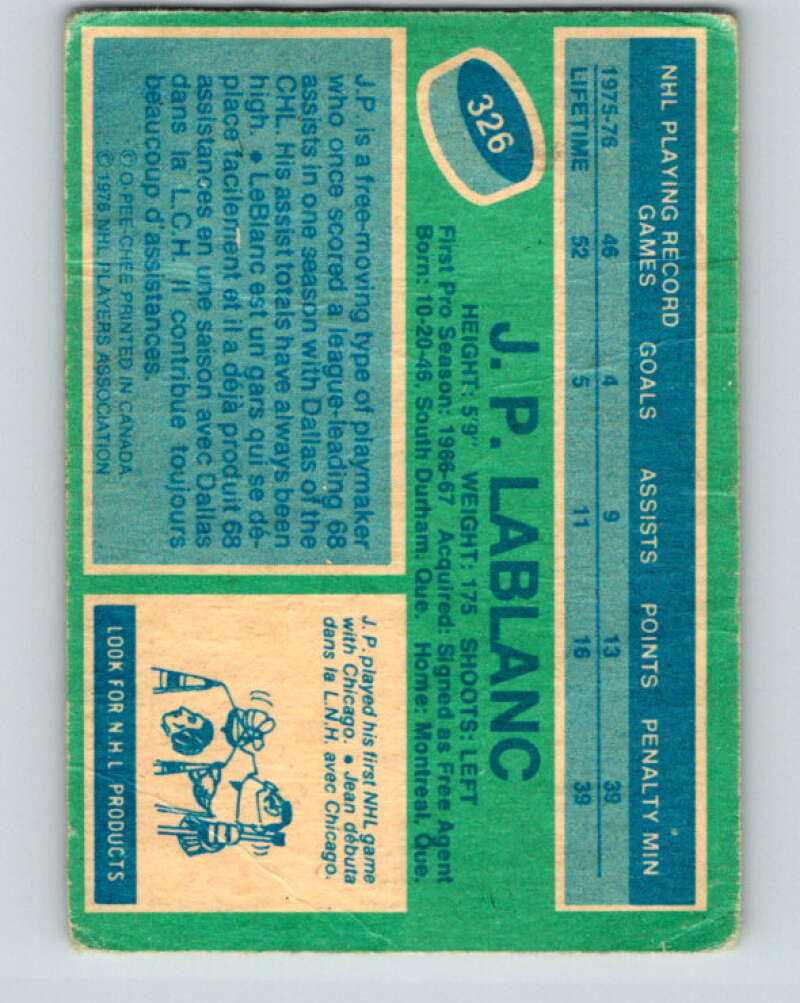 NHL PLAYING RECORD
GAMES GOALS ASSISTS POINTS PENALTY MIN
1975-76 46 4 9 13 39
LIFETIME 52 5 11 16 39
326
J. P. LABLANC
HEIGHT: 5'9" WEIGHT: 175 SHOOTS: LEFT
First Pro Season: 1966-67 Acquired: Signed as Free Agent
Born: 10-20-46, South Durham, Que. Home: Montreal, Que.
J.P. is a free-moving type of playmaker
who once scored a league-leading 68
assists in one season with Dallas of the
CHL. His assist totals have always been
high. • LeBlanc est un gars qui se dé-
place facilement et il a déjà produit 68
assistances en une saison avec Dallas
dans la L.C.H. Il contribue toujours
beaucoup d'assistances.
© O-PEE-CHEE PRINTED IN CANADA
© 1976 NHL PLAYERS ASSOCIATION
J.P. played his first NHL game
with Chicago. • Jean débuta
dans la L.N.H. avec Chicago.
LOOK FOR N.H.L. PRODUCTS